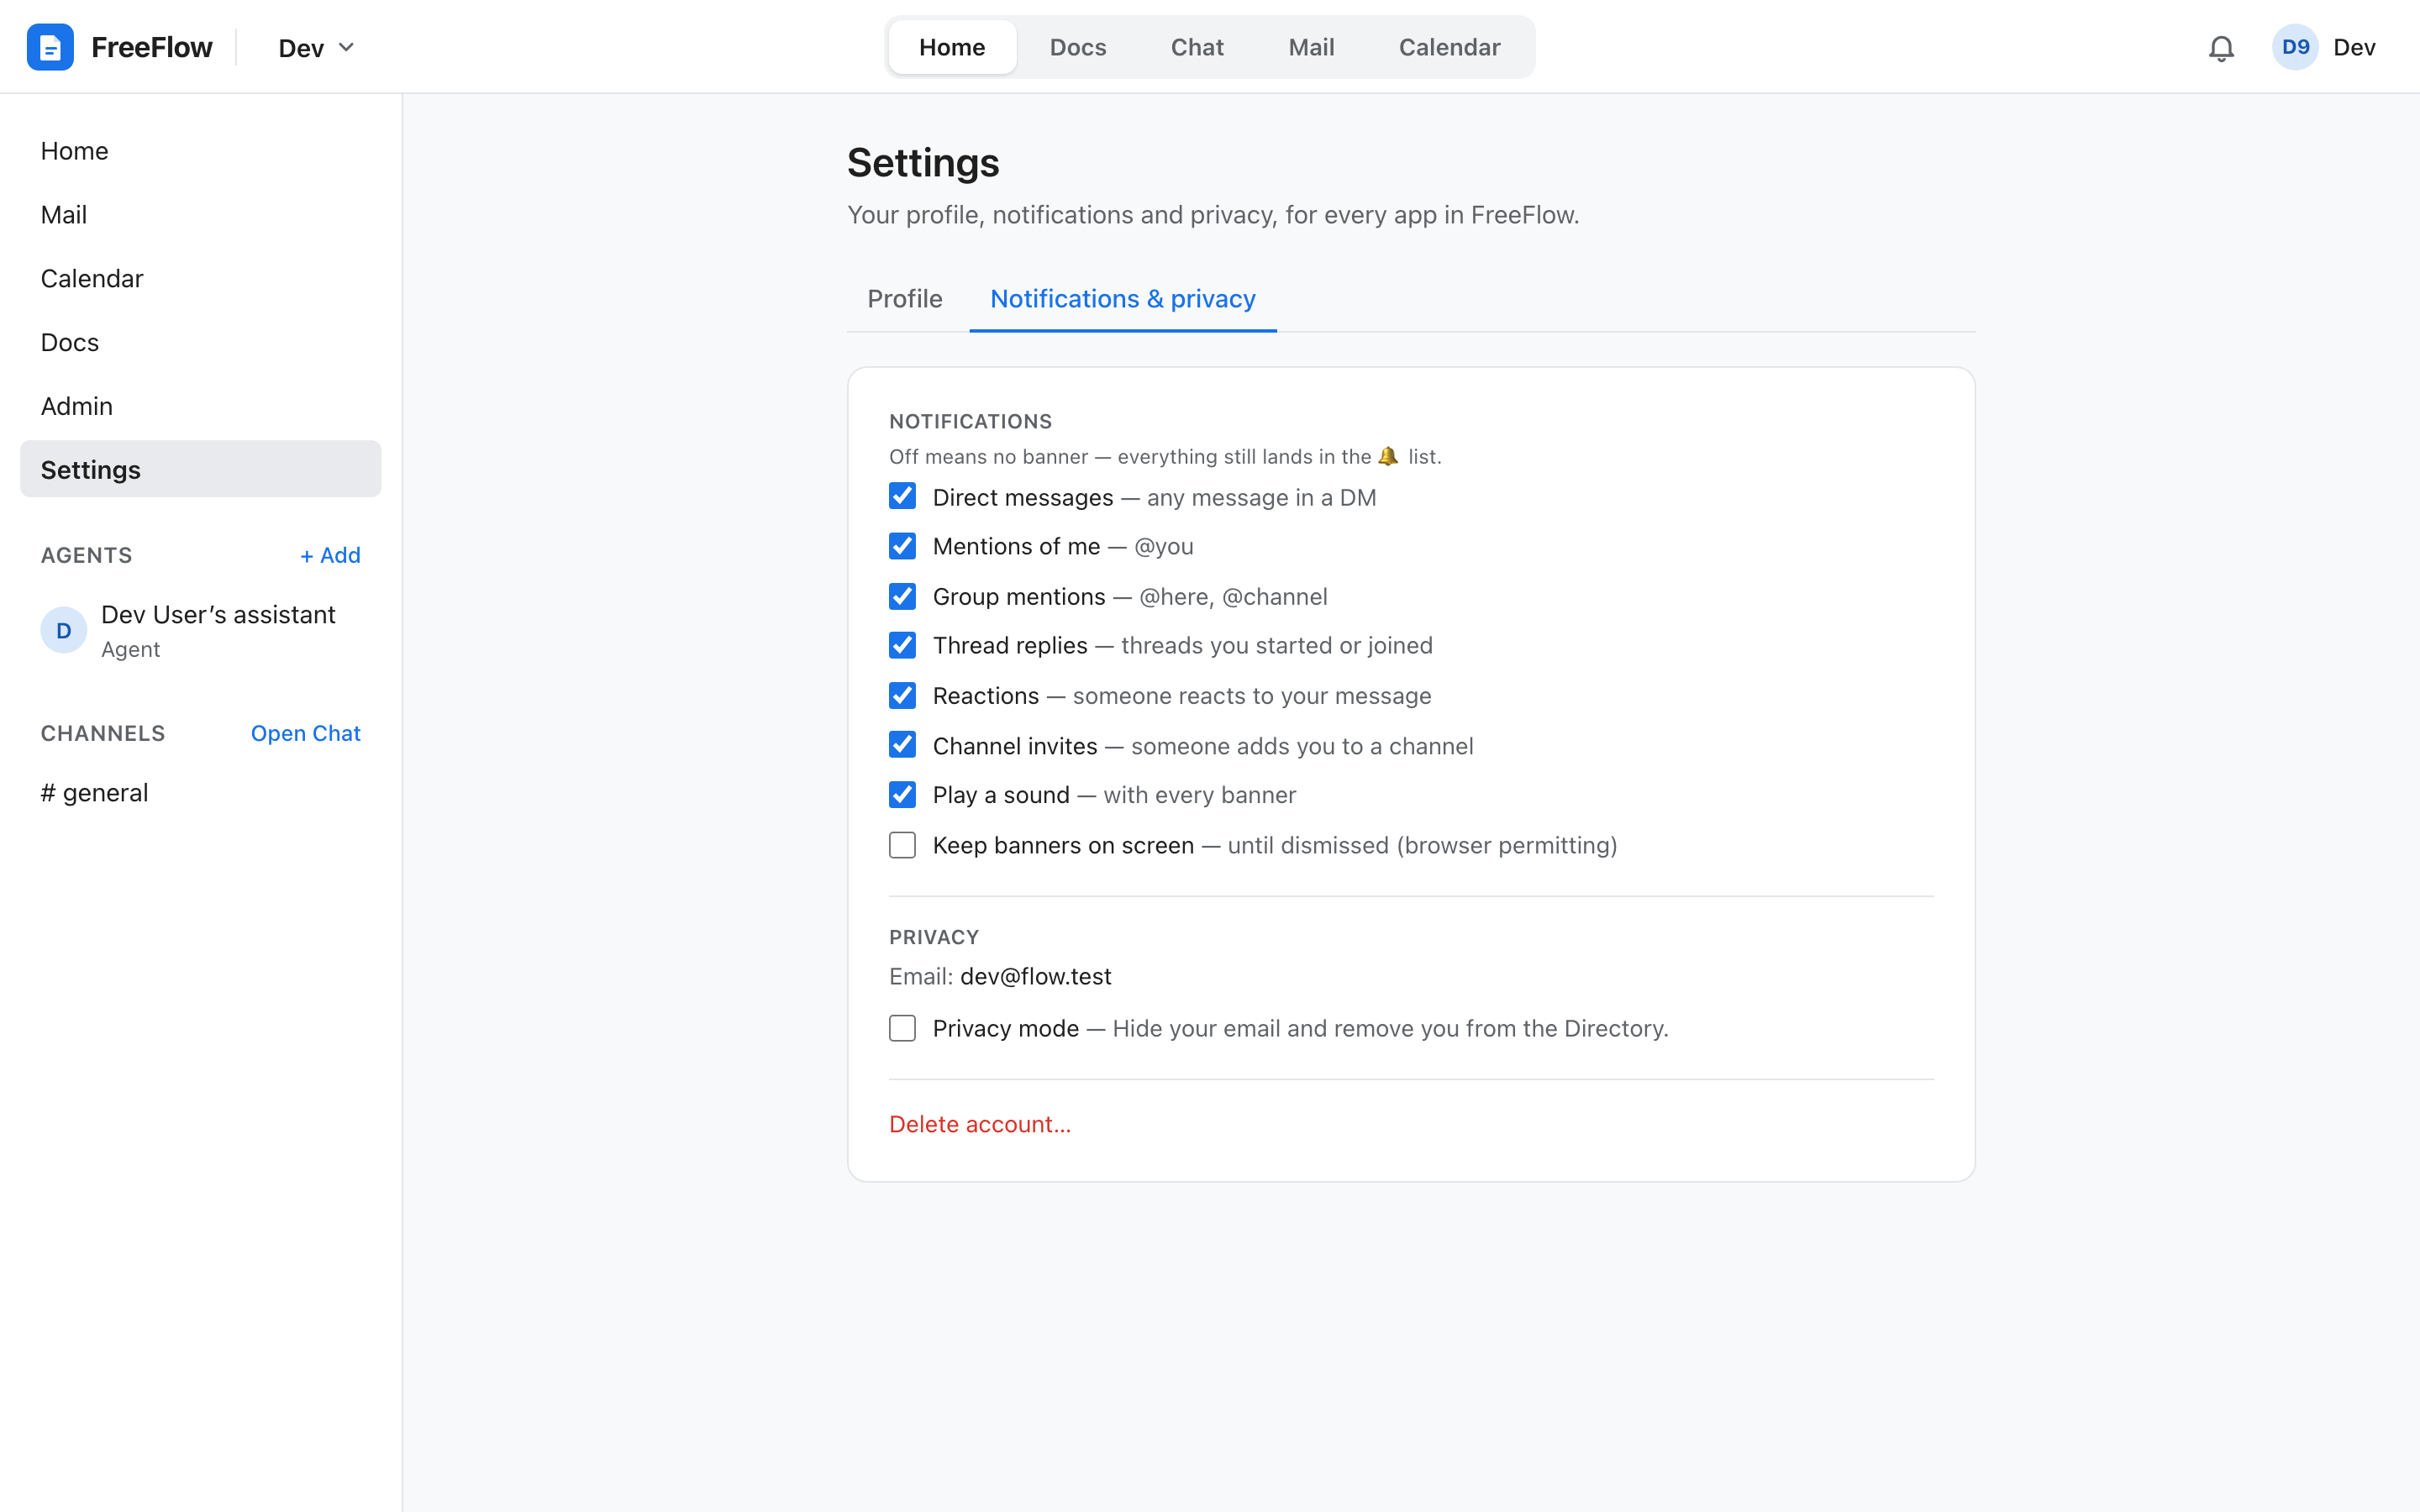 FreeFlow
Dev
Home
Docs
Chat
Mail
Calendar
D9
Dev
Home
Mail
Calendar
Docs
Admin
Settings
AGENTS
+ Add
D
Dev User’s assistant
Agent
CHANNELS
Open Chat
# general
Settings
Your profile, notifications and privacy, for every app in FreeFlow.
Profile
Notifications & privacy
NOTIFICATIONS
Off means no banner — everything still lands in the 🔔 list.
Direct messages — any message in a DM
Mentions of me — @you
Group mentions — @here, @channel
Thread replies — threads you started or joined
Reactions — someone reacts to your message
Channel invites — someone adds you to a channel
Play a sound — with every banner
Keep banners on screen — until dismissed (browser permitting)
PRIVACY
Email: dev@flow.test
Privacy mode — Hide your email and remove you from the Directory.
Delete account...